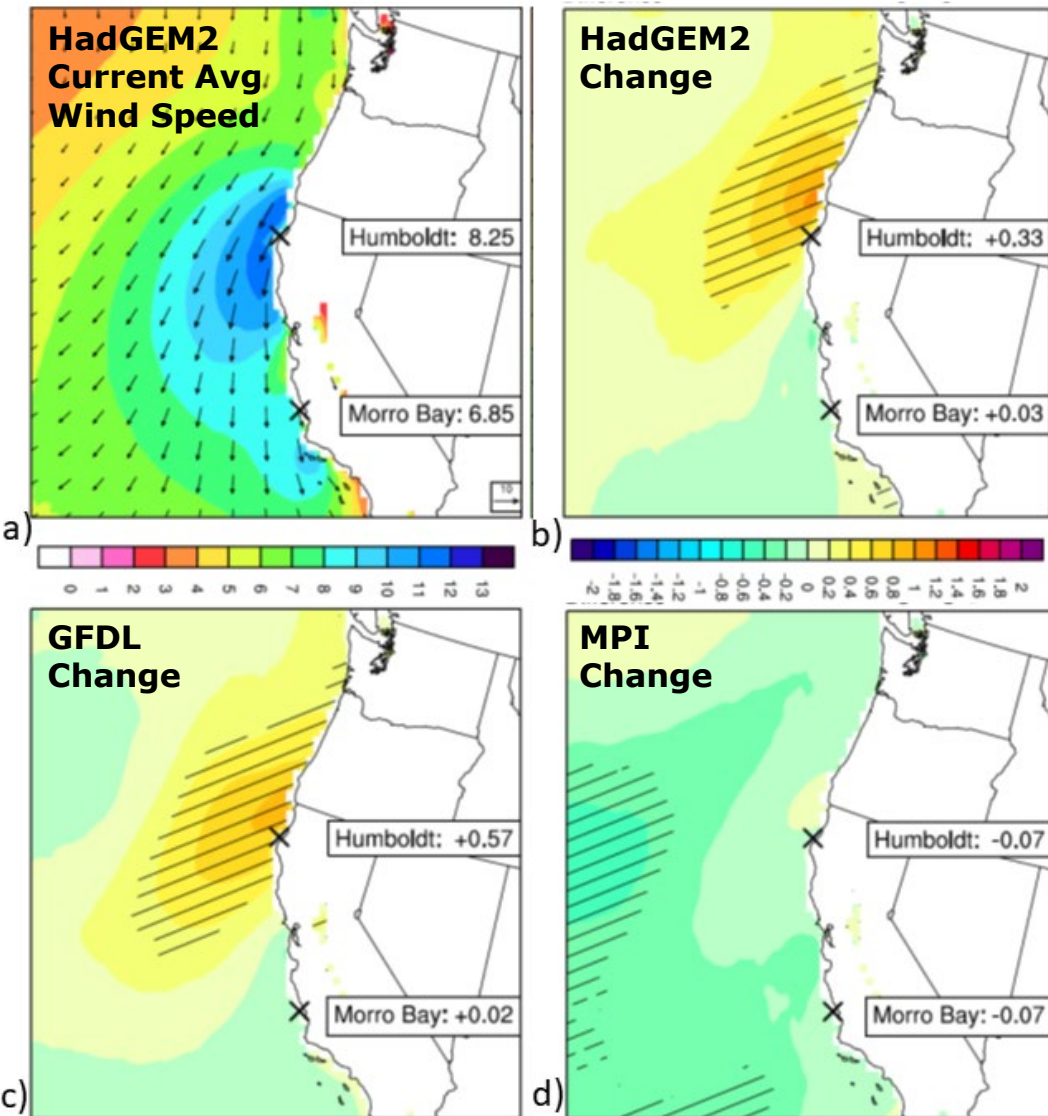 HadGEM2
Current Avg
Wind Speed
Humboldt: 8.25
Morro Bay: 6.85
10
a)
HadGEM2
Change
Humboldt: +0.33
Morro Bay: +0.03
b)
0 1 2 3 4 5 6 7 8 9 10 11 12 13
-2 -1.8 -1.6 -1.4 -1.2 -1 -0.8 -0.6 -0.4 -0.2 0 0.2 0.4 0.6 0.8 1 1.2 1.4 1.6 1.8 2
GFDL
Change
Humboldt: +0.57
Morro Bay: +0.02
c)
MPI
Change
Humboldt: -0.07
Morro Bay: -0.07
d)